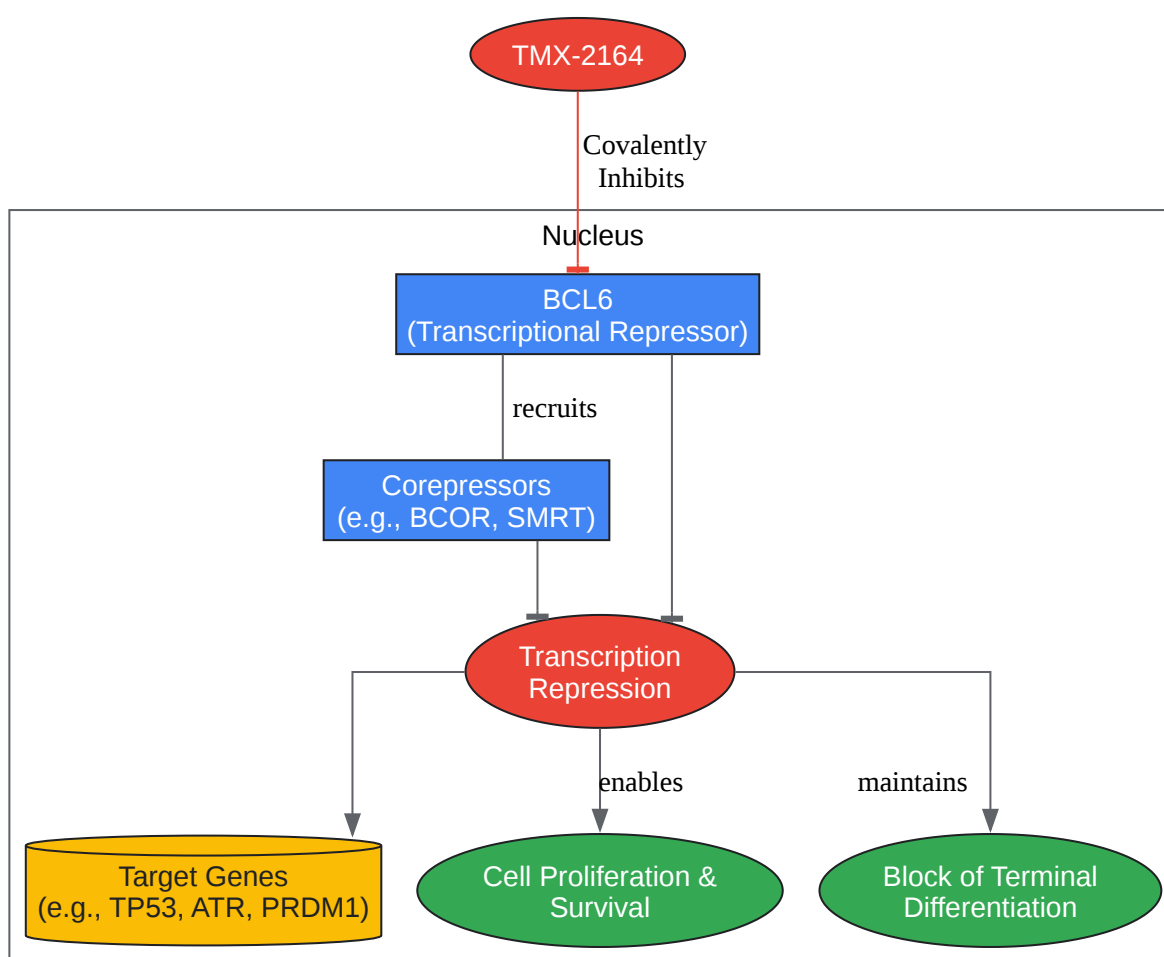 TMX-2164
Covalently
Inhibits
Nucleus
BCL6
(Transcriptional Repressor)
recruits
Corepressors
(e.g., BCOR, SMRT)
Transcription
Repression
enables
maintains
Target Genes
(e.g., TP53, ATR, PRDM1)
Cell Proliferation &
Survival
Block of Terminal
Differentiation